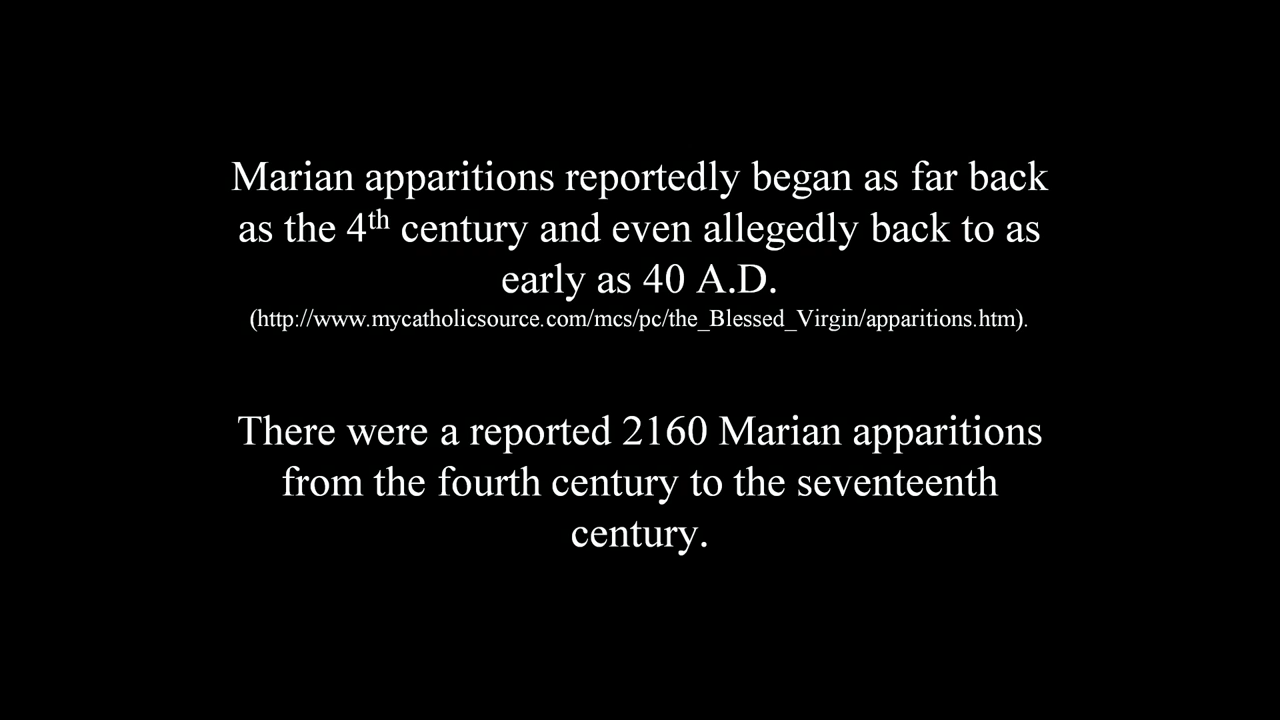 Marian apparitions reportedly began as far back
as the 4th century and even allegedly back to as
early as 40 A.D.
(http://www.mycatholicsource.com/mcs/pc/the_Blessed_Virgin/apparitions.htm).
There were a reported 2160 Marian apparitions
from the fourth century to the seventeenth
century.